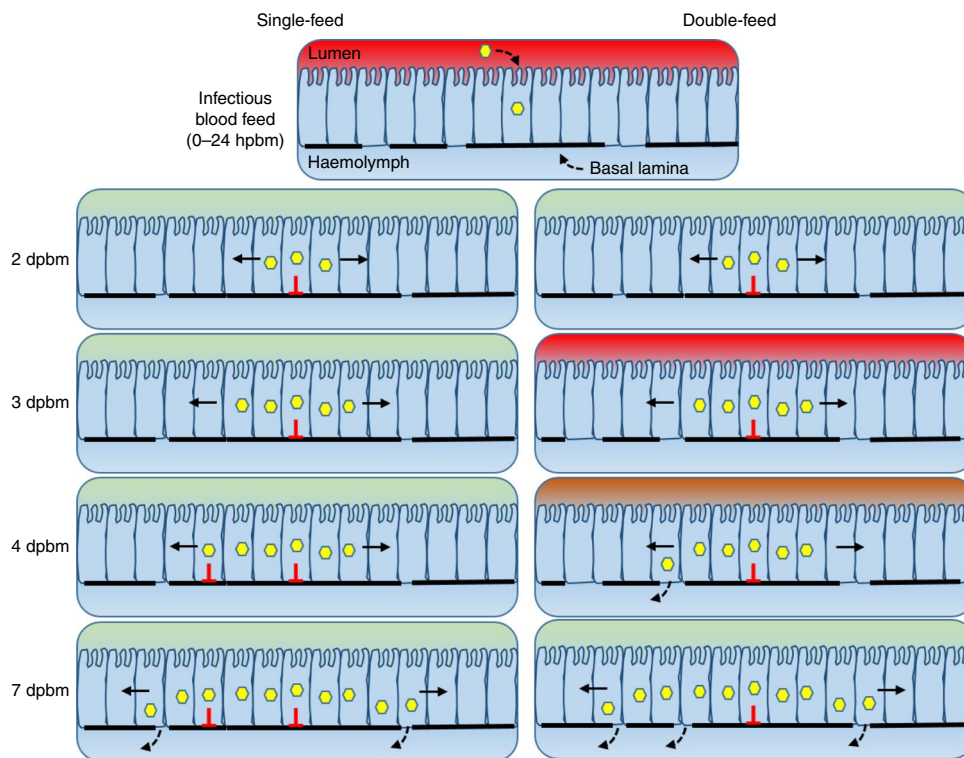 Single-feed
Double-feed
Lumen
Infectious
blood feed
(0–24 hpbm)
Haemolymph
Basal lamina
2 dpbm
3 dpbm
4 dpbm
7 dpbm